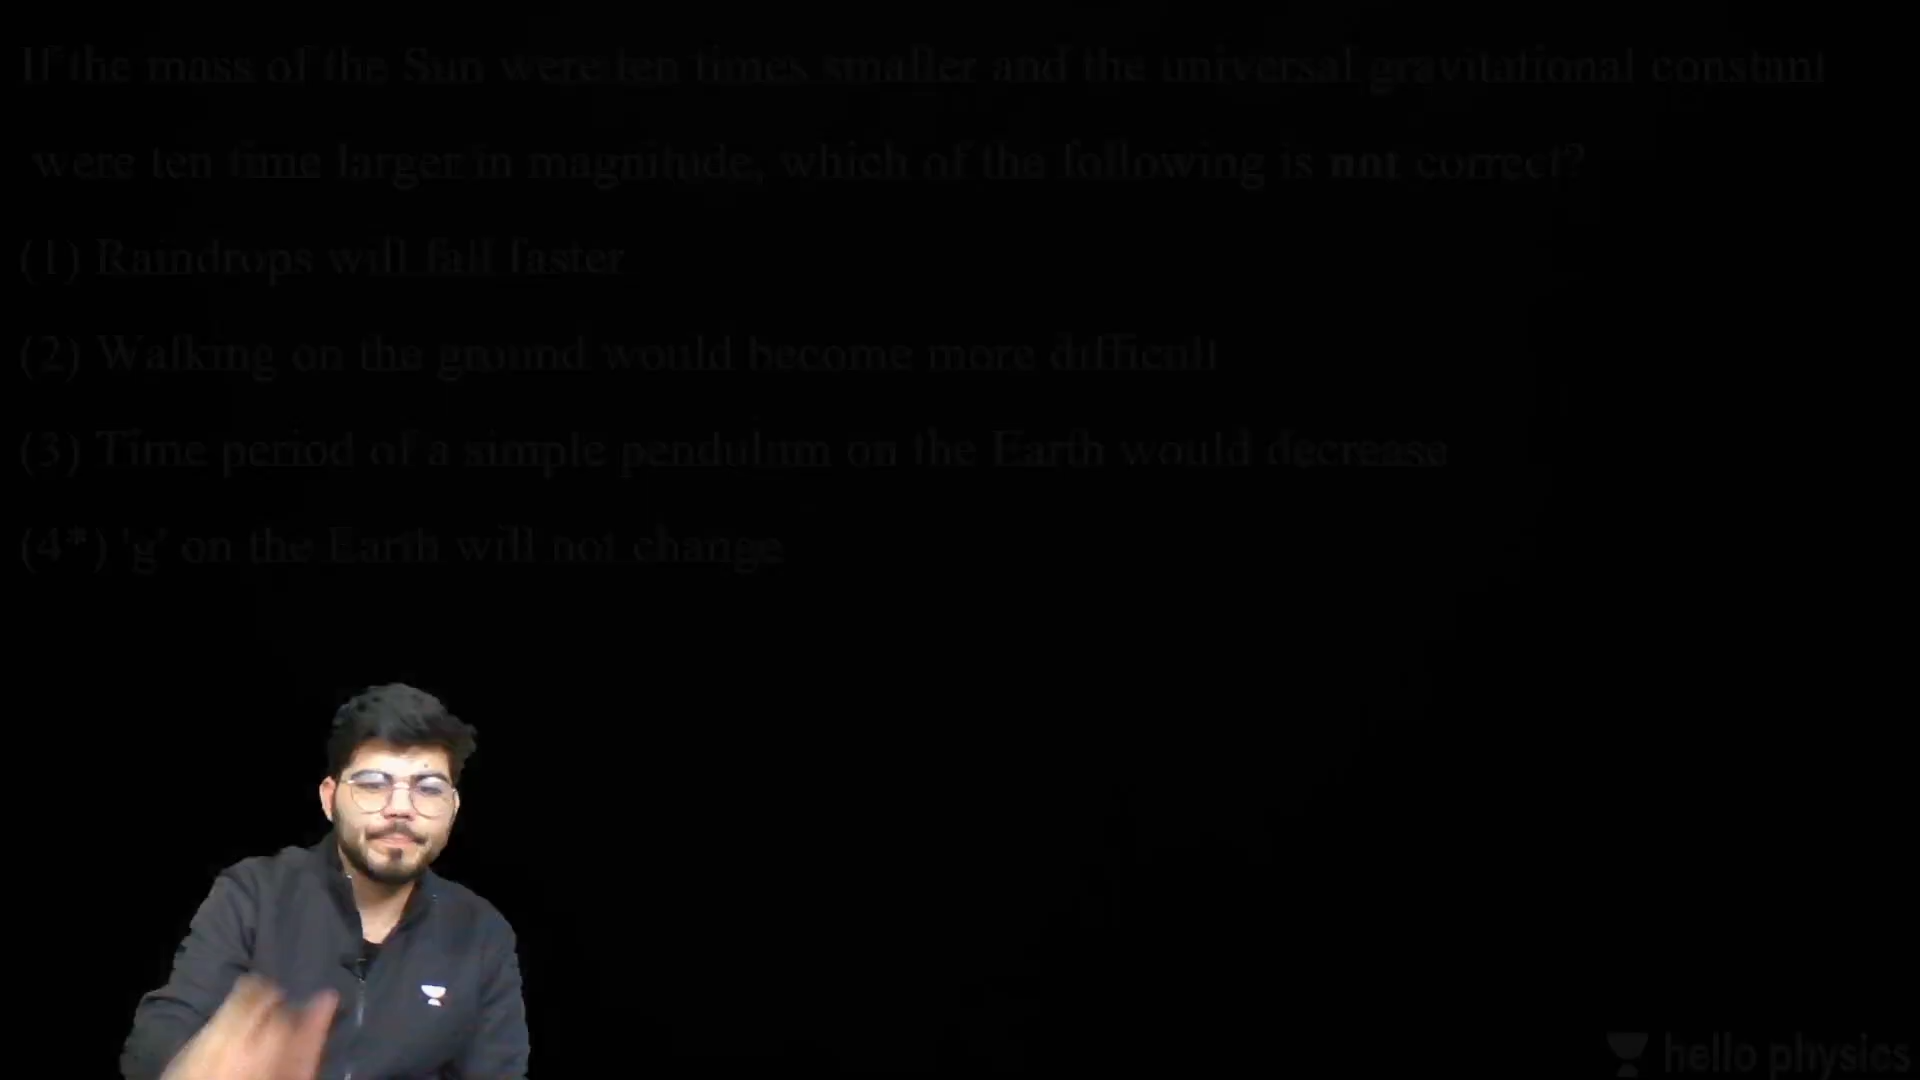 If the mass of the Sun were ten times smaller and the universal gravitational constant
were ten time larger in magnitude, which of the following is not correct?
(1) Raindrops will fall faster
(2) Walking on the ground would become more difficult
(3) Time period of a simple pendulum on the Earth would decrease
(4*) 'g' on the Earth will not change
hello physics